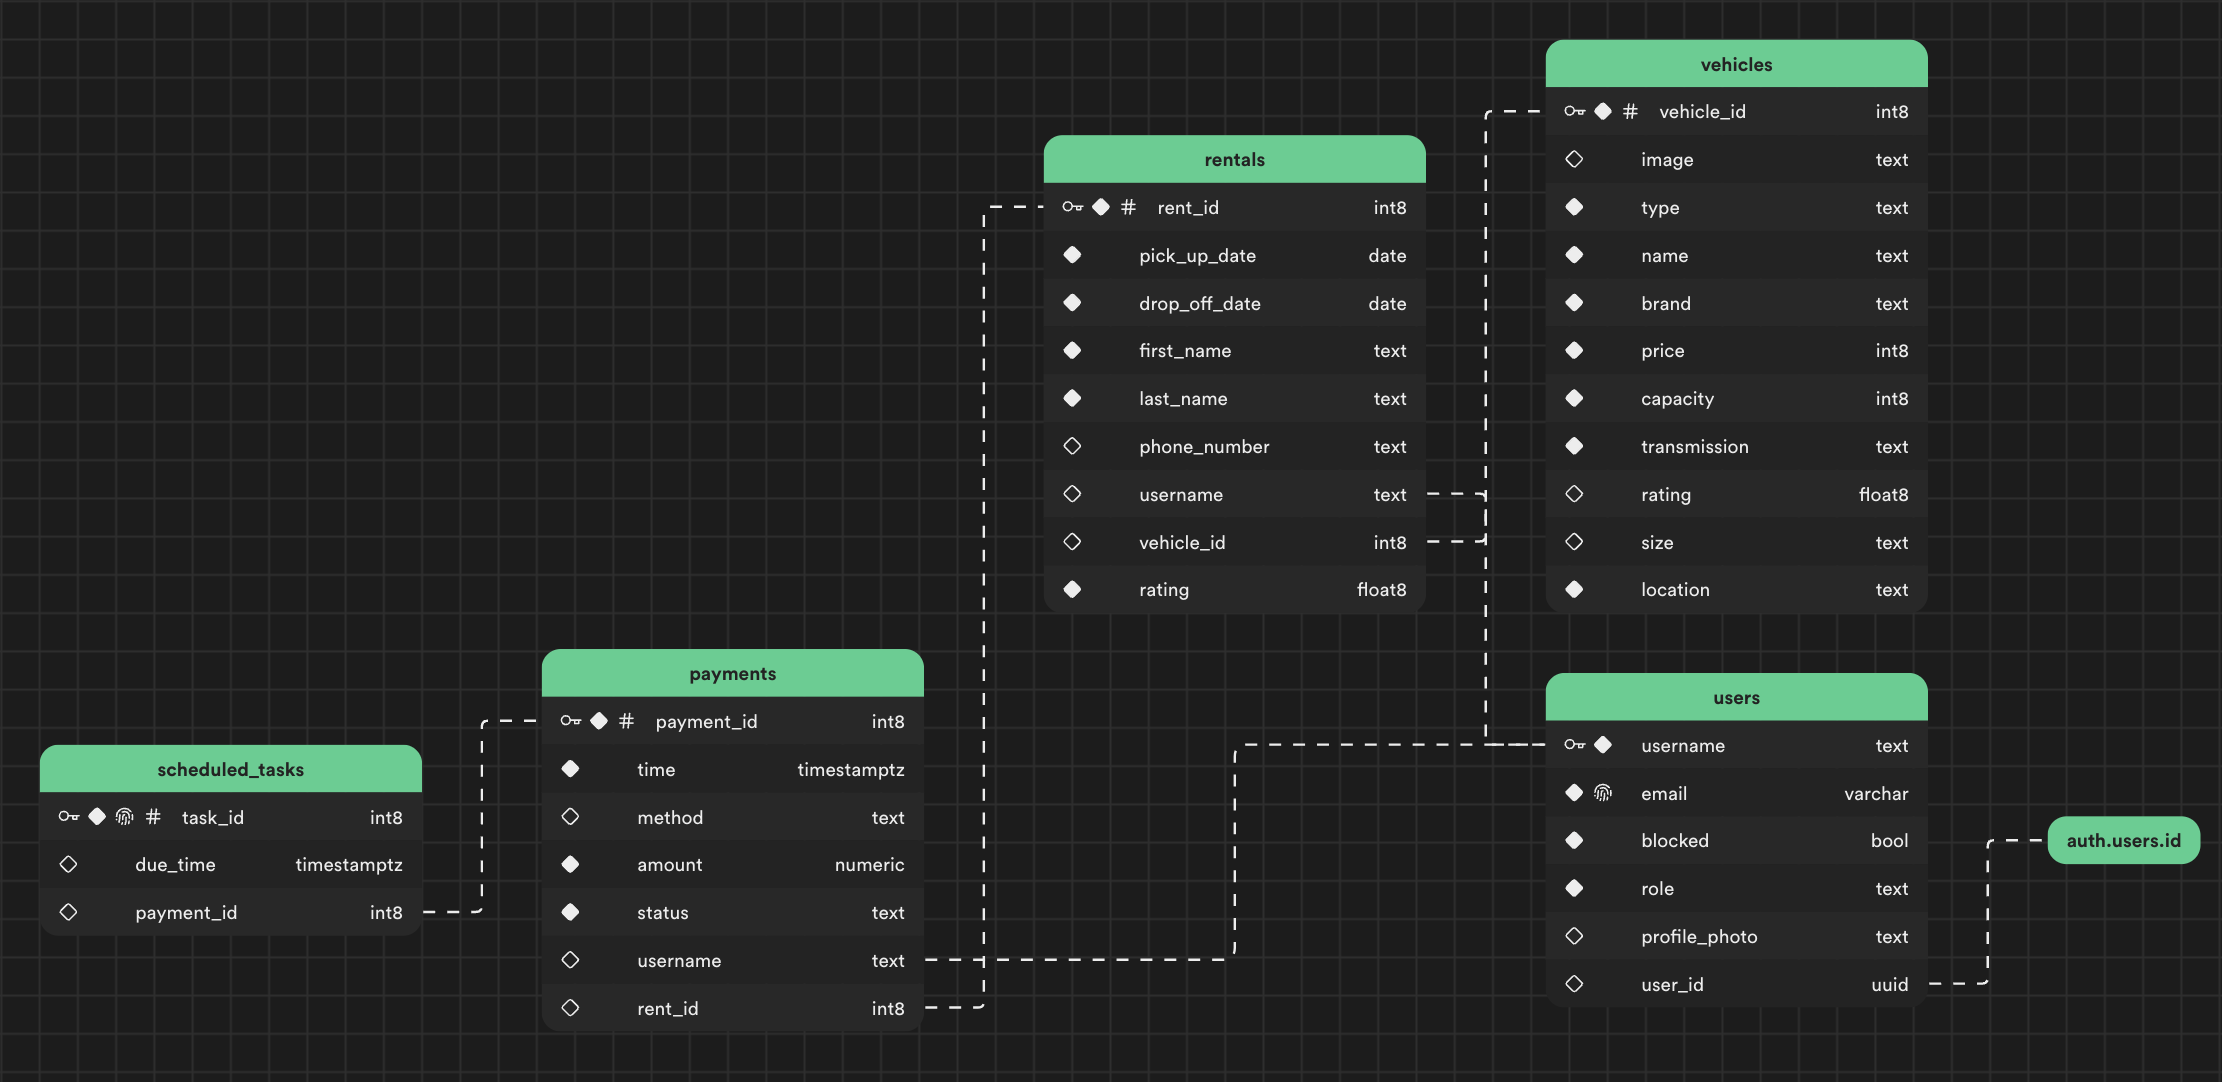 vehicles
vehicle_id int8
image text
type text
name text
brand text
price int8
capacity int8
transmission text
rating float8
size text
location text
rentals
# rent_id int8
pick_up_date date
drop_off_date date
first_name text
last_name text
phone_number text
username text
vehicle_id int8
rating float8
payments
# payment_id int8
time timestamptz
method text
amount numeric
status text
username text
rent_id int8
scheduled_tasks
# task_id int8
due_time timestamptz
payment_id int8
users
username text
email varchar
blocked bool
role text
profile_photo text
user_id uuid
auth.users.id